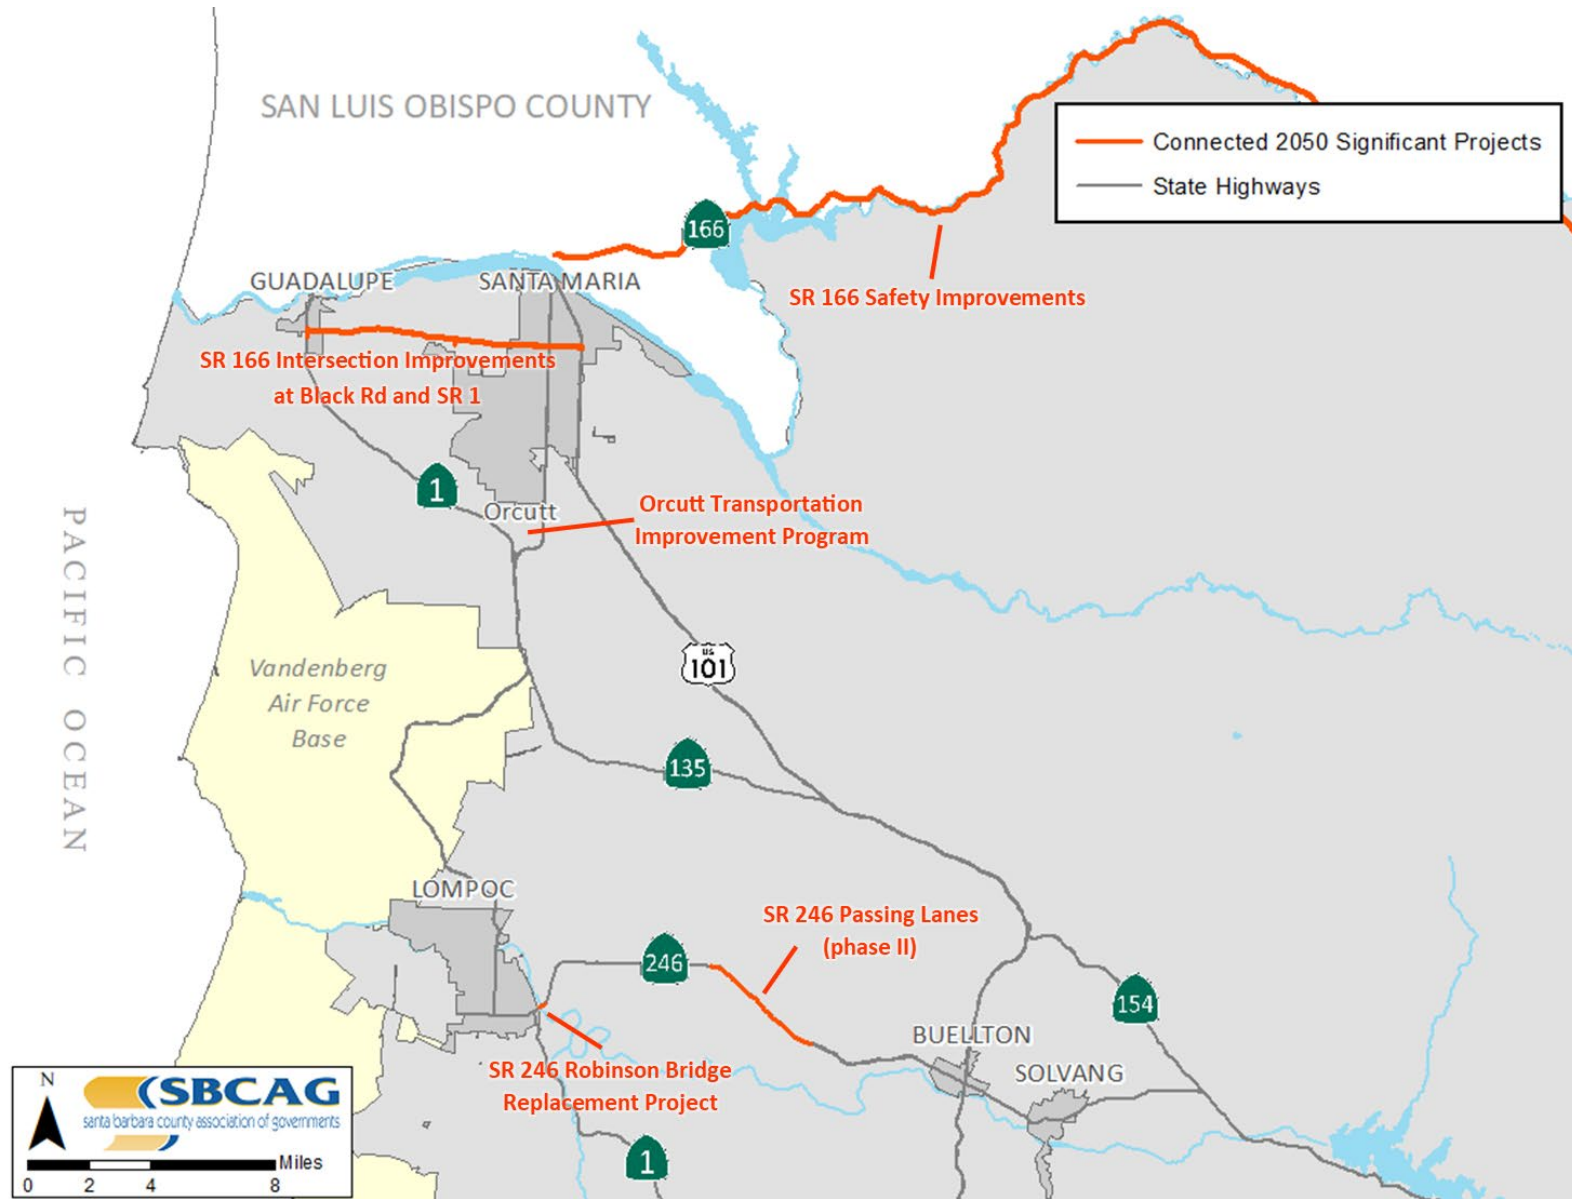 SAN LUIS OBISPO COUNTY
Connected 2050 Significant Projects
State Highways
166
GUADALUPE
SANTA MARIA
SR 166 Safety Improvements
SR 166 Intersection Improvements
at Black Rd and SR 1
1
Orcutt
Orcutt Transportation
Improvement Program
PACIFIC OCEAN
Vandenberg
Air Force
Base
US
101
135
LOMPOC
SR 246 Passing Lanes
(phase II)
246
154
BUELLTON
SOLVANG
SR 246 Robinson Bridge
Replacement Project
1
N
SBCAG
santa barbara county association of governments
Miles
0 2 4 8